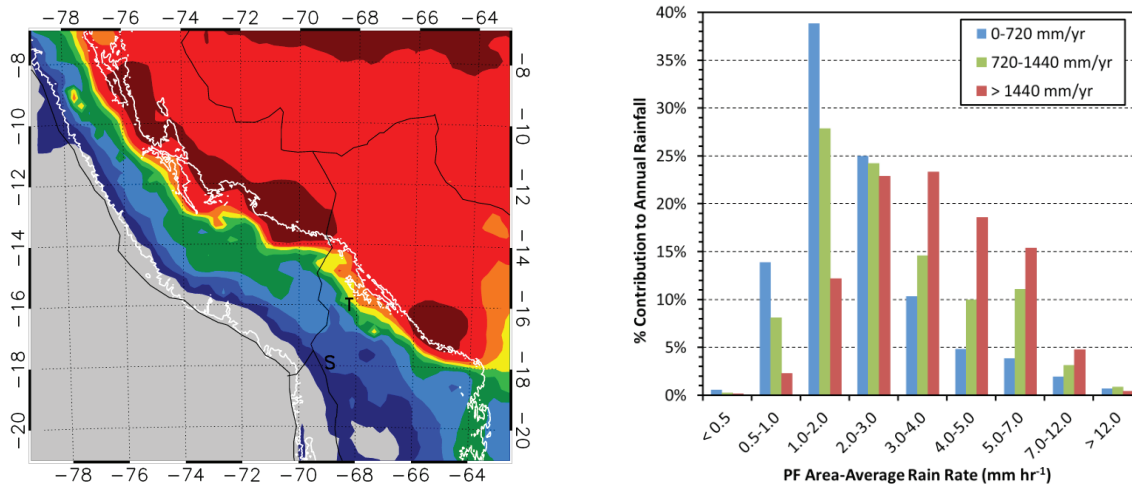 −78 −76 −74 −72 −70 −68 −66 −64
−8 −8
−10 −10
−12 −12
−14 −14
−16 −16
−18 −18
−20 −20
T
S
−78 −76 −74 −72 −70 −68 −66 −64
40%
35%
30%
25%
20%
15%
10%
5%
0%
% Contribution to Annual Rainfall
0-720 mm/yr
720-1440 mm/yr
> 1440 mm/yr
< 0.5 0.5-1.0 1.0-2.0 2.0-3.0 3.0-4.0 4.0-5.0 5.0-7.0 7.0-12.0 > 12.0
PF Area-Average Rain Rate (mm hr⁻¹)